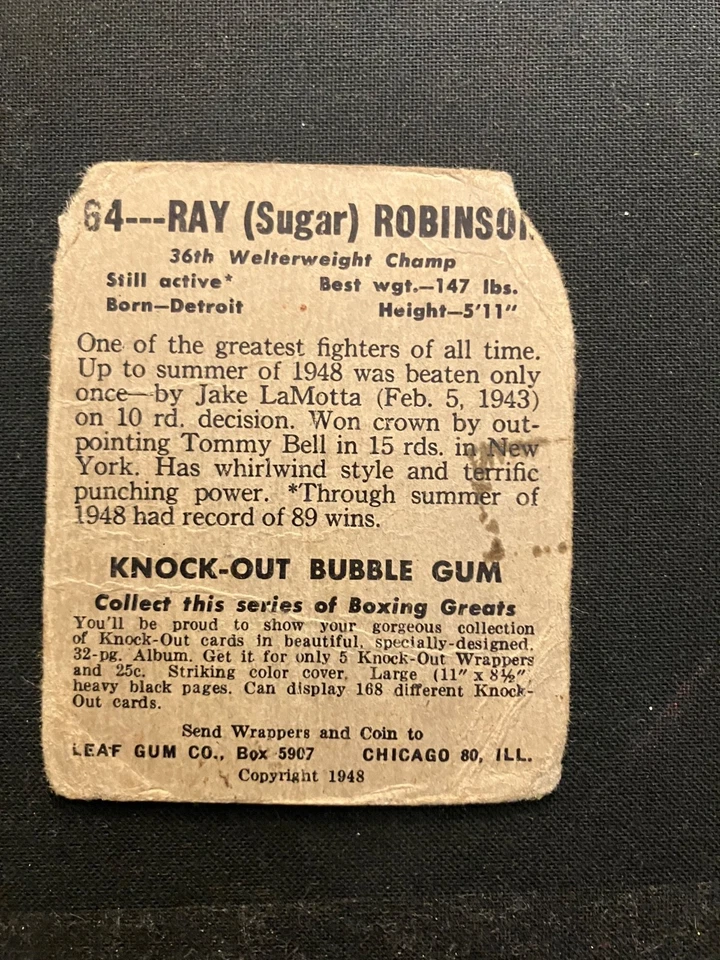 64---RAY (Sugar) ROBINSON
36th Welterweight Champ
Still active* Best wgt.—147 lbs.
Born—Detroit Height—5'11"
One of the greatest fighters of all time.
Up to summer of 1948 was beaten only
once—by Jake LaMotta (Feb. 5, 1943)
on 10 rd. decision. Won crown by out-
pointing Tommy Bell in 15 rds. in New
York. Has whirlwind style and terrific
punching power. *Through summer of
1948 had record of 89 wins.
KNOCK-OUT BUBBLE GUM
Collect this series of Boxing Greats
You'll be proud to show your gorgeous collection
of Knock-Out cards in beautiful, specially-designed,
32-pg. Album. Get it for only 5 Knock-Out Wrappers
and 25c. Striking color cover. Large (11" x 8½"
heavy black pages. Can display 168 different Knock-
Out cards.
Send Wrappers and Coin to
LEAF GUM CO., Box 5907 CHICAGO 80, ILL.
Copyright 1948